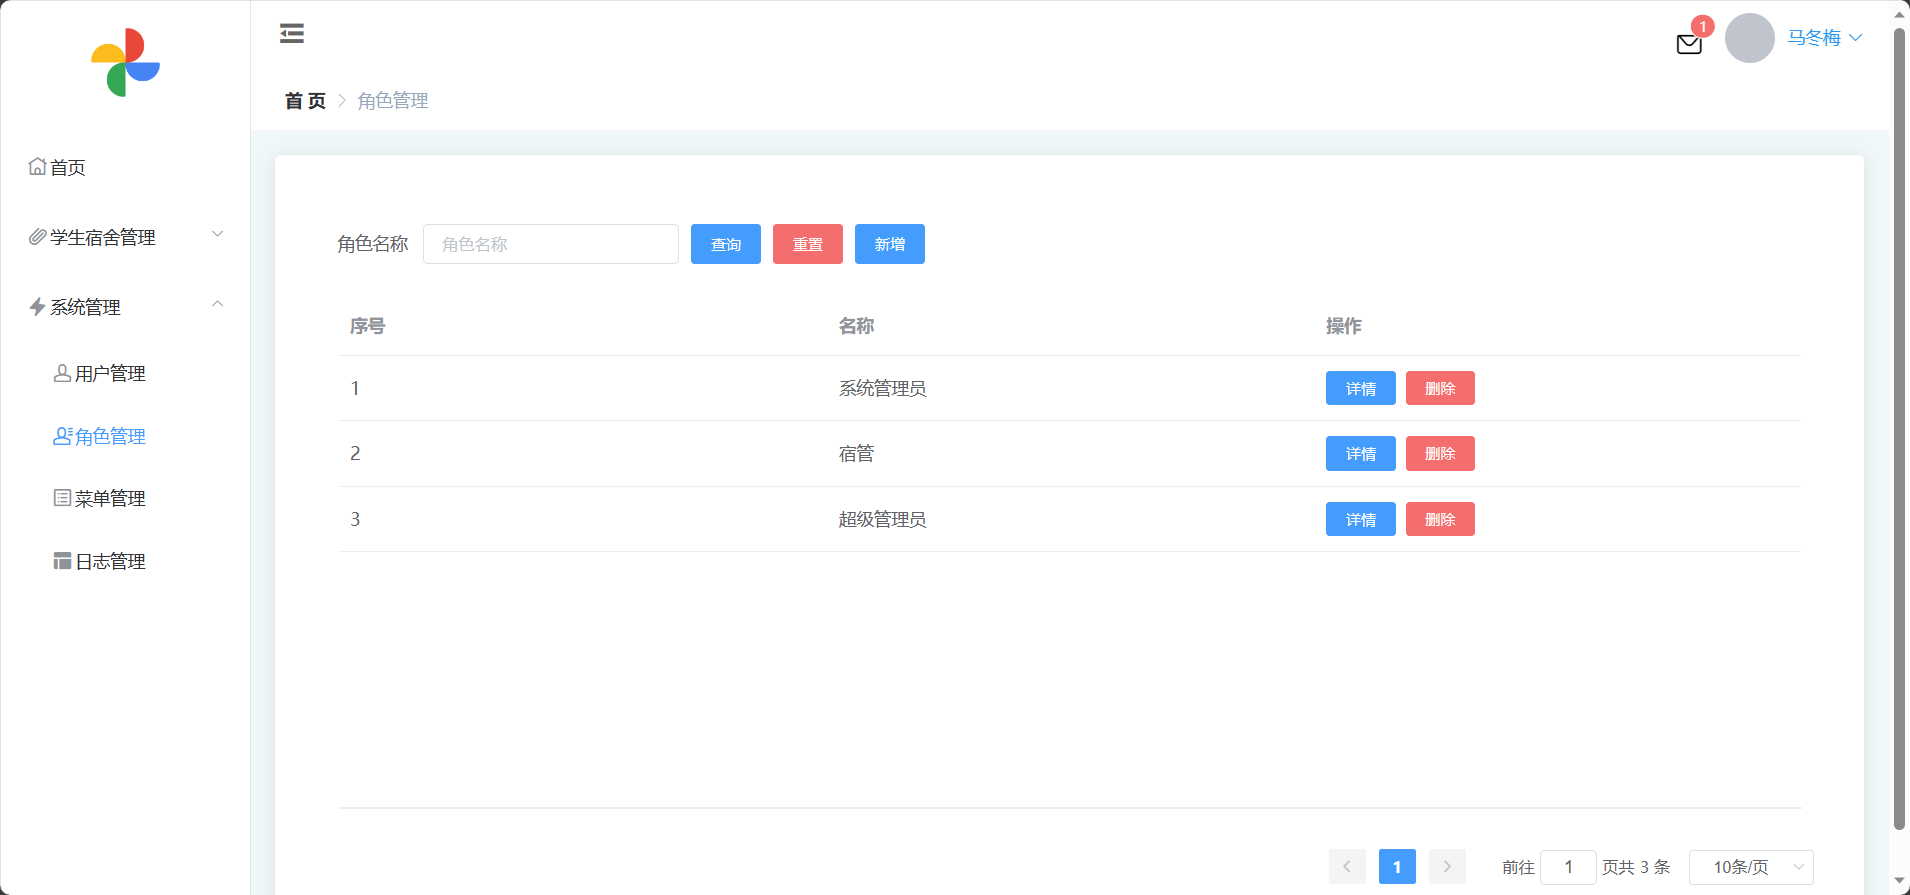 1
马冬梅
首 页 角色管理
首页
学生宿舍管理
系统管理
用户管理
角色管理
菜单管理
日志管理
角色名称 角色名称 查询 重置 新增
序号 名称 操作
1 系统管理员 详情 删除
2 宿管 详情 删除
3 超级管理员 详情 删除
1 前往 1 页共 3 条 10条/页